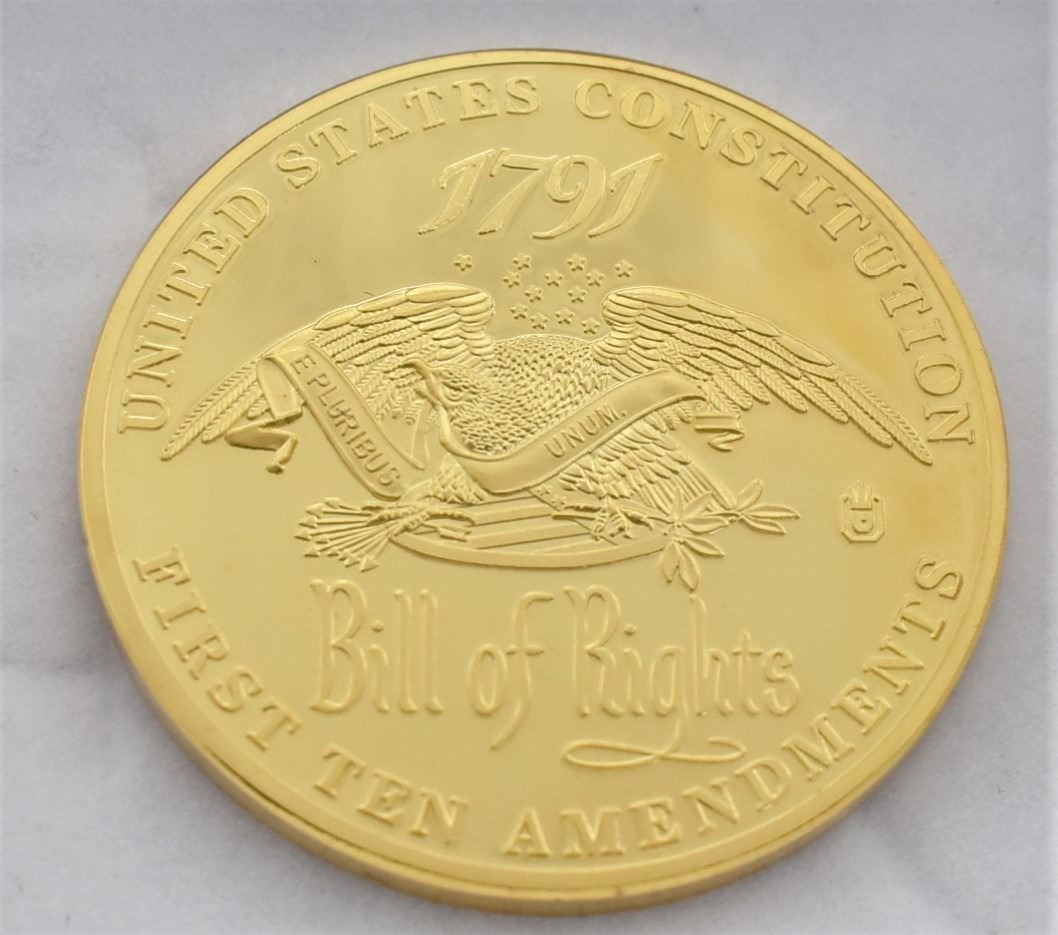 UNITED STATES CONSTITUTION
1791
E PLURIBUS
UNUM.
Bill of Rights
FIRST TEN AMENDMENTS